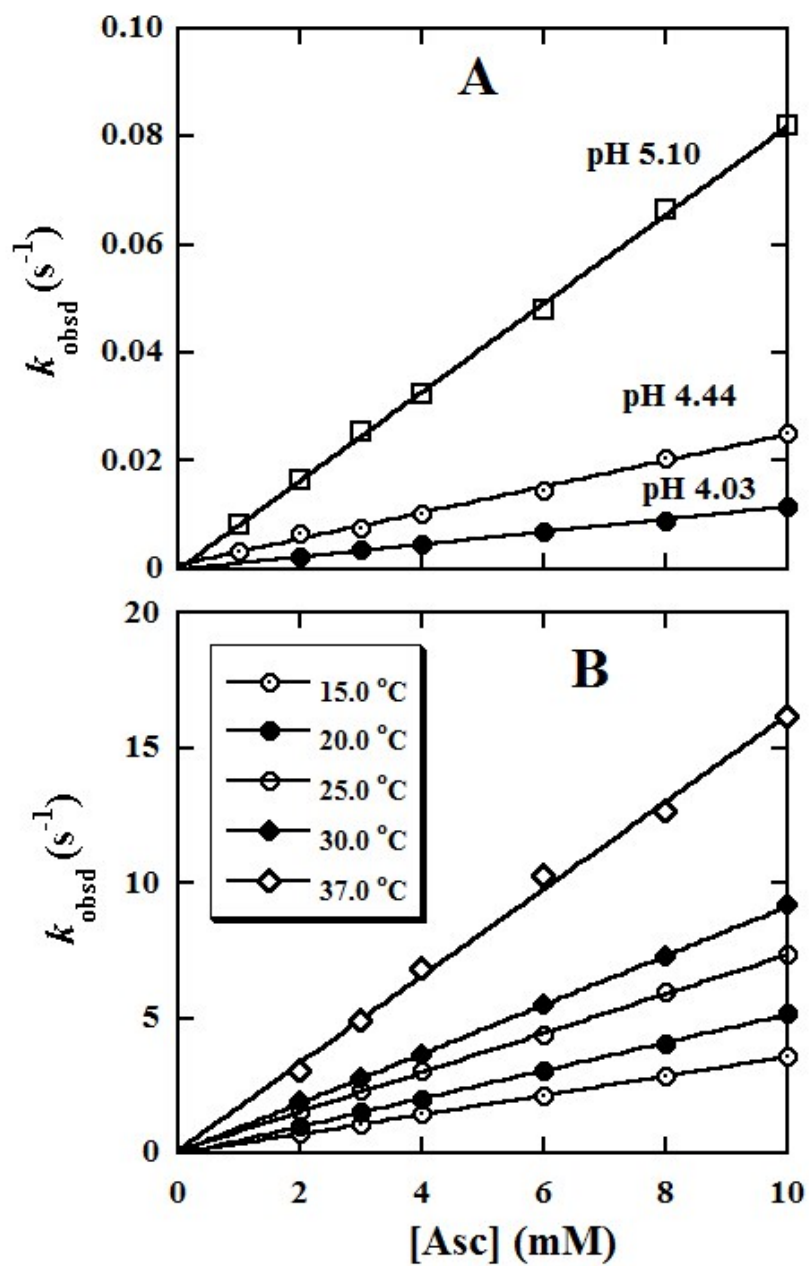 0.10
A
pH 5.10
0.08
k obsd (s-1)
0.06
0.04
pH 4.44
0.02
pH 4.03
0
20
B
15.0 °C
20.0 °C
25.0 °C
30.0 °C
37.0 °C
15
k obsd (s-1)
10
5
0
0 2 4 6 8 10
[Asc] (mM)